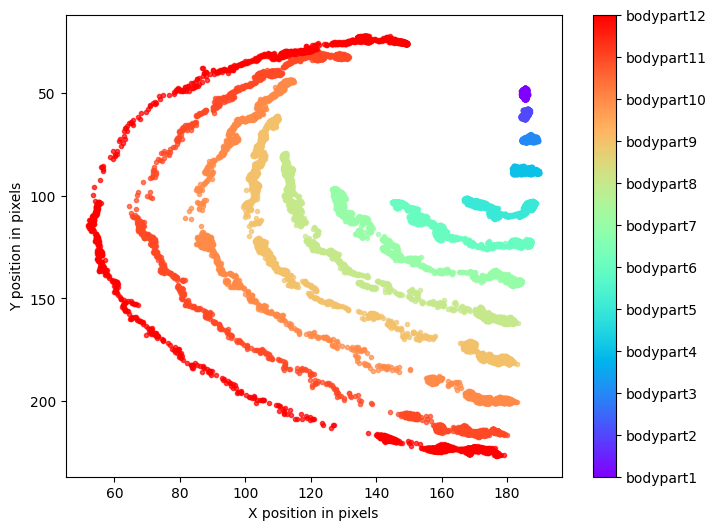 50
100
150
200
Y position in pixels
60
80
100
120
140
160
180
X position in pixels
bodypart12
bodypart11
bodypart10
bodypart9
bodypart8
bodypart7
bodypart6
bodypart5
bodypart4
bodypart3
bodypart2
bodypart1